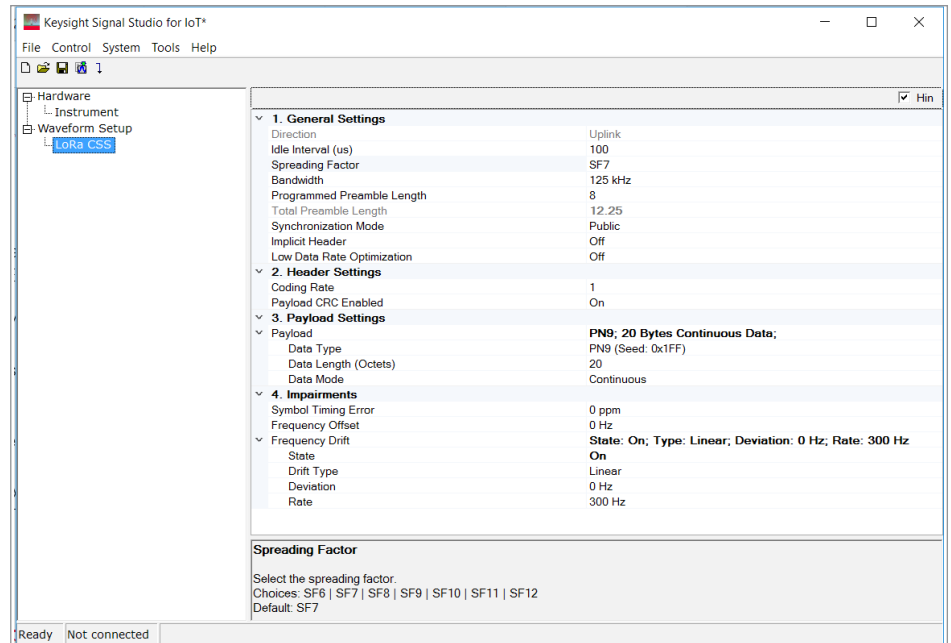 Keysight Signal Studio for IoT*
File Control System Tools Help
Hardware
Instrument
Waveform Setup
LoRa CSS
Hin
1. General Settings
Direction Uplink
Idle Interval (us) 100
Spreading Factor SF7
Bandwidth 125 kHz
Programmed Preamble Length 8
Total Preamble Length 12.25
Synchronization Mode Public
Implicit Header Off
Low Data Rate Optimization Off
2. Header Settings
Coding Rate 1
Payload CRC Enabled On
3. Payload Settings
Payload PN9; 20 Bytes Continuous Data;
Data Type PN9 (Seed: 0x1FF)
Data Length (Octets) 20
Data Mode Continuous
4. Impairments
Symbol Timing Error 0 ppm
Frequency Offset 0 Hz
Frequency Drift State: On; Type: Linear; Deviation: 0 Hz; Rate: 300 Hz
State On
Drift Type Linear
Deviation 0 Hz
Rate 300 Hz
Spreading Factor
Select the spreading factor.
Choices: SF6 | SF7 | SF8 | SF9 | SF10 | SF11 | SF12
Default: SF7
Ready Not connected